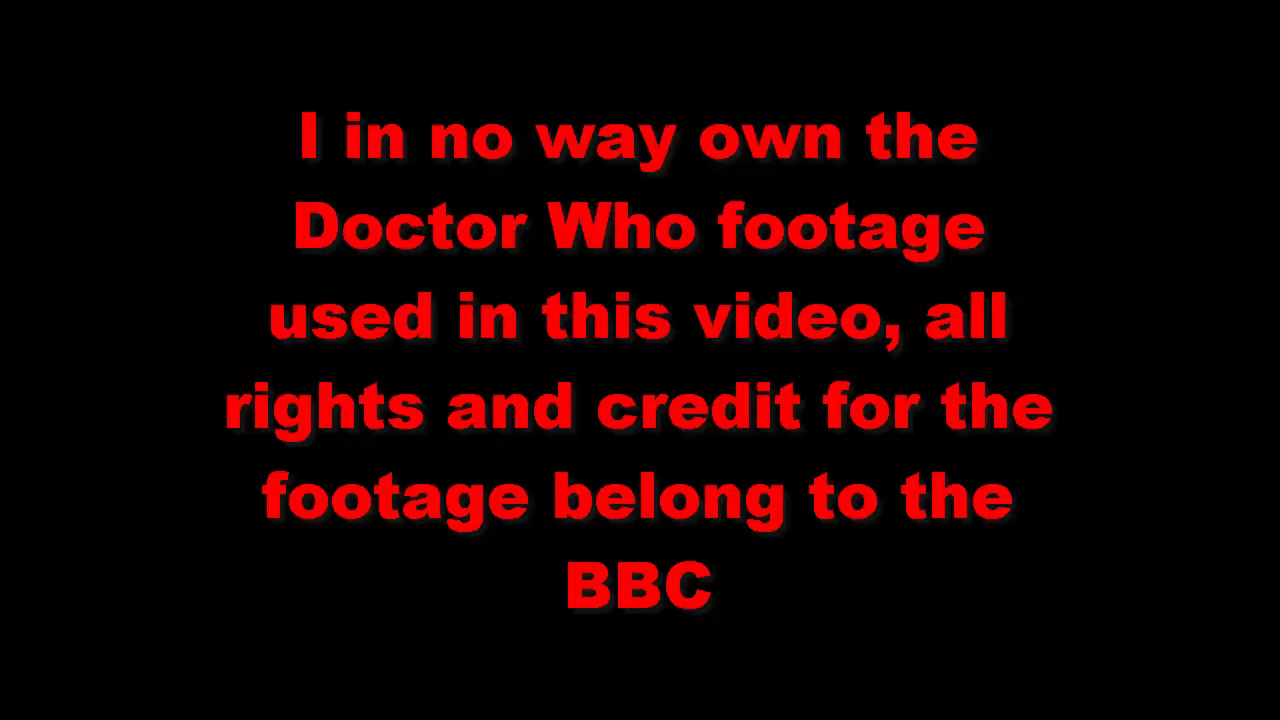 I in no way own the
Doctor Who footage
used in this video, all
rights and credit for the
footage belong to the
BBC